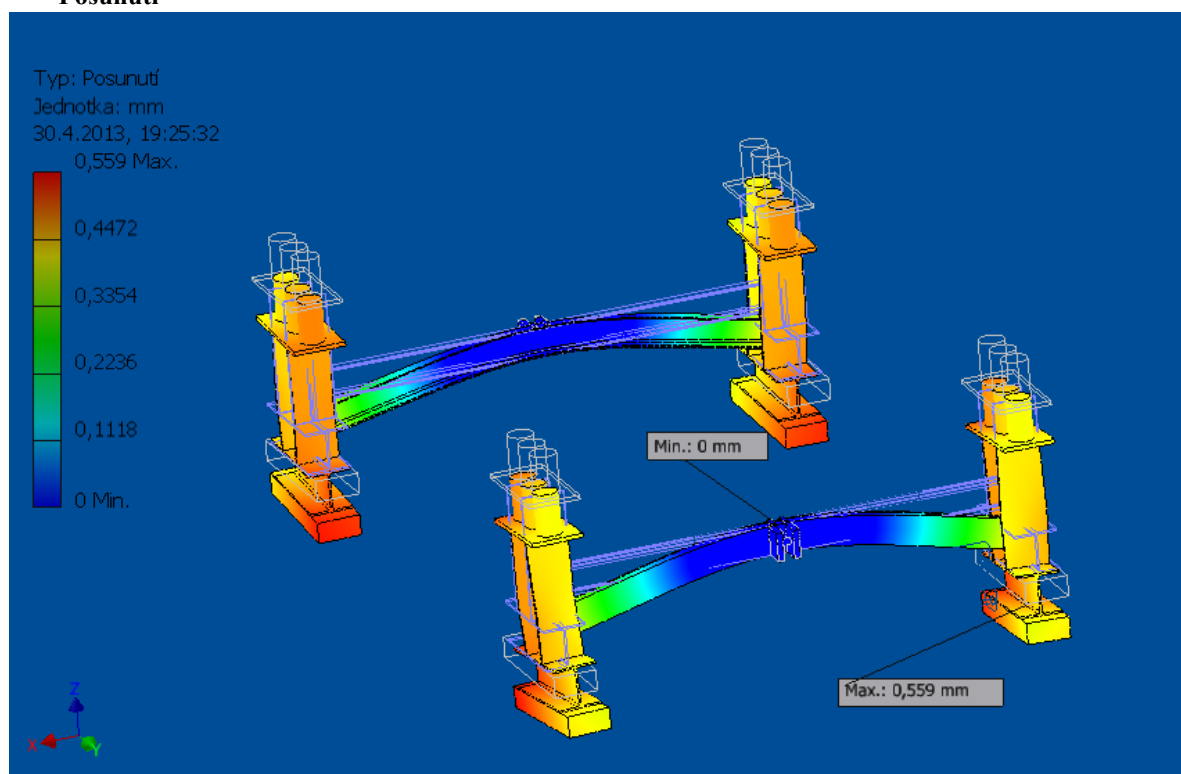 Posunutí
Typ: Posunutí
Jednotka: mm
30.4.2013, 19:25:32
0,559 Max.
0,4472
0,3354
0,2236
0,1118
0 Min.
Min.: 0 mm
Max.: 0,559 mm
Z
X
Y